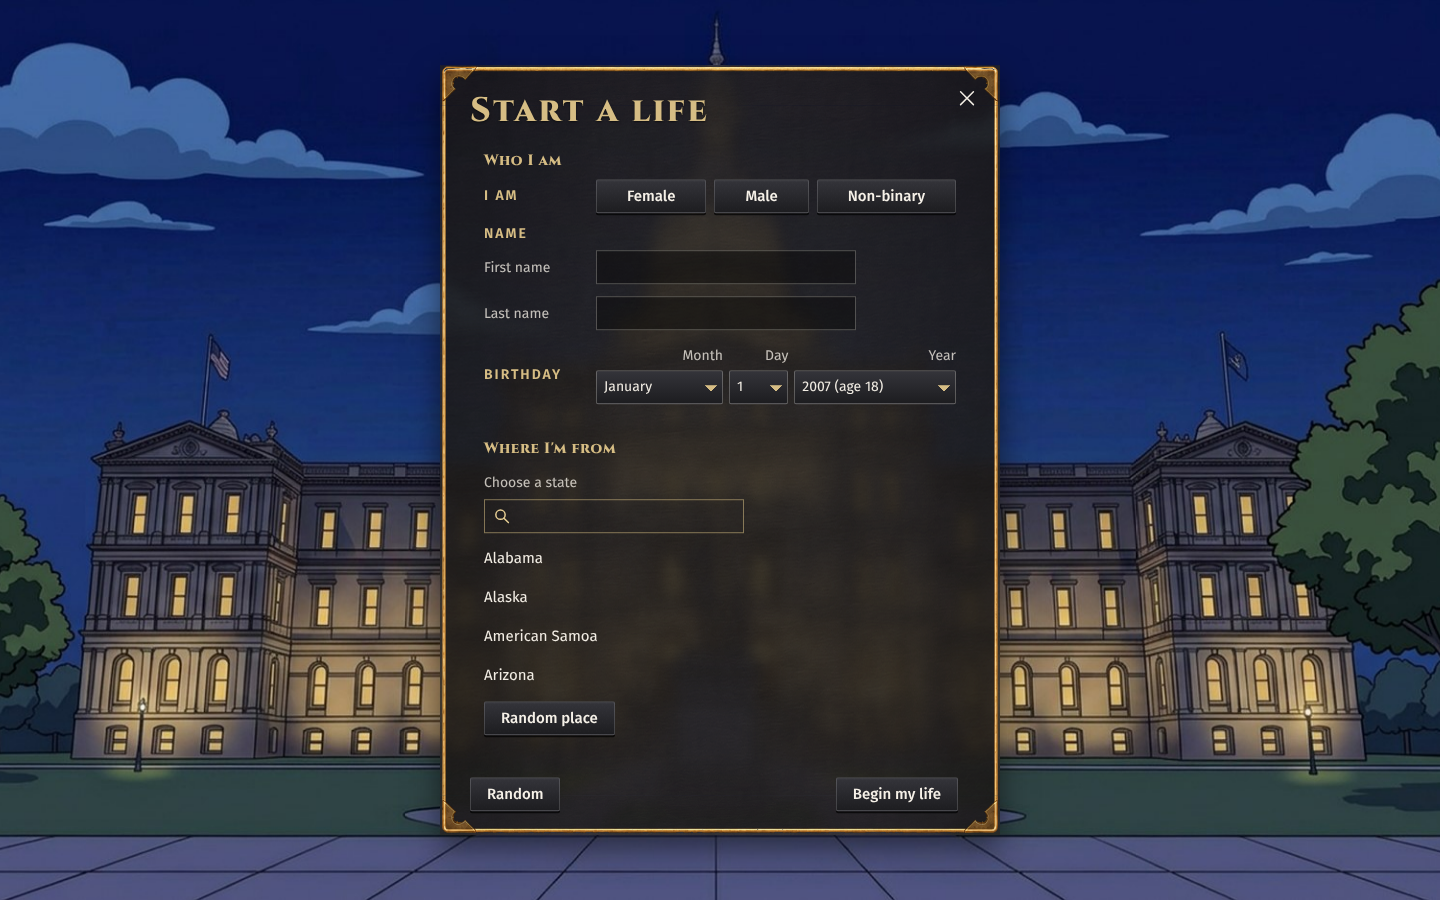 START A LIFE
WHO I AM
I AM
Female
Male
Non-binary
NAME
First name
Last name
Month
Day
Year
BIRTHDAY
January
1
2007 (age 18)
WHERE I'M FROM
Choose a state
Alabama
Alaska
American Samoa
Arizona
Random place
Random
Begin my life